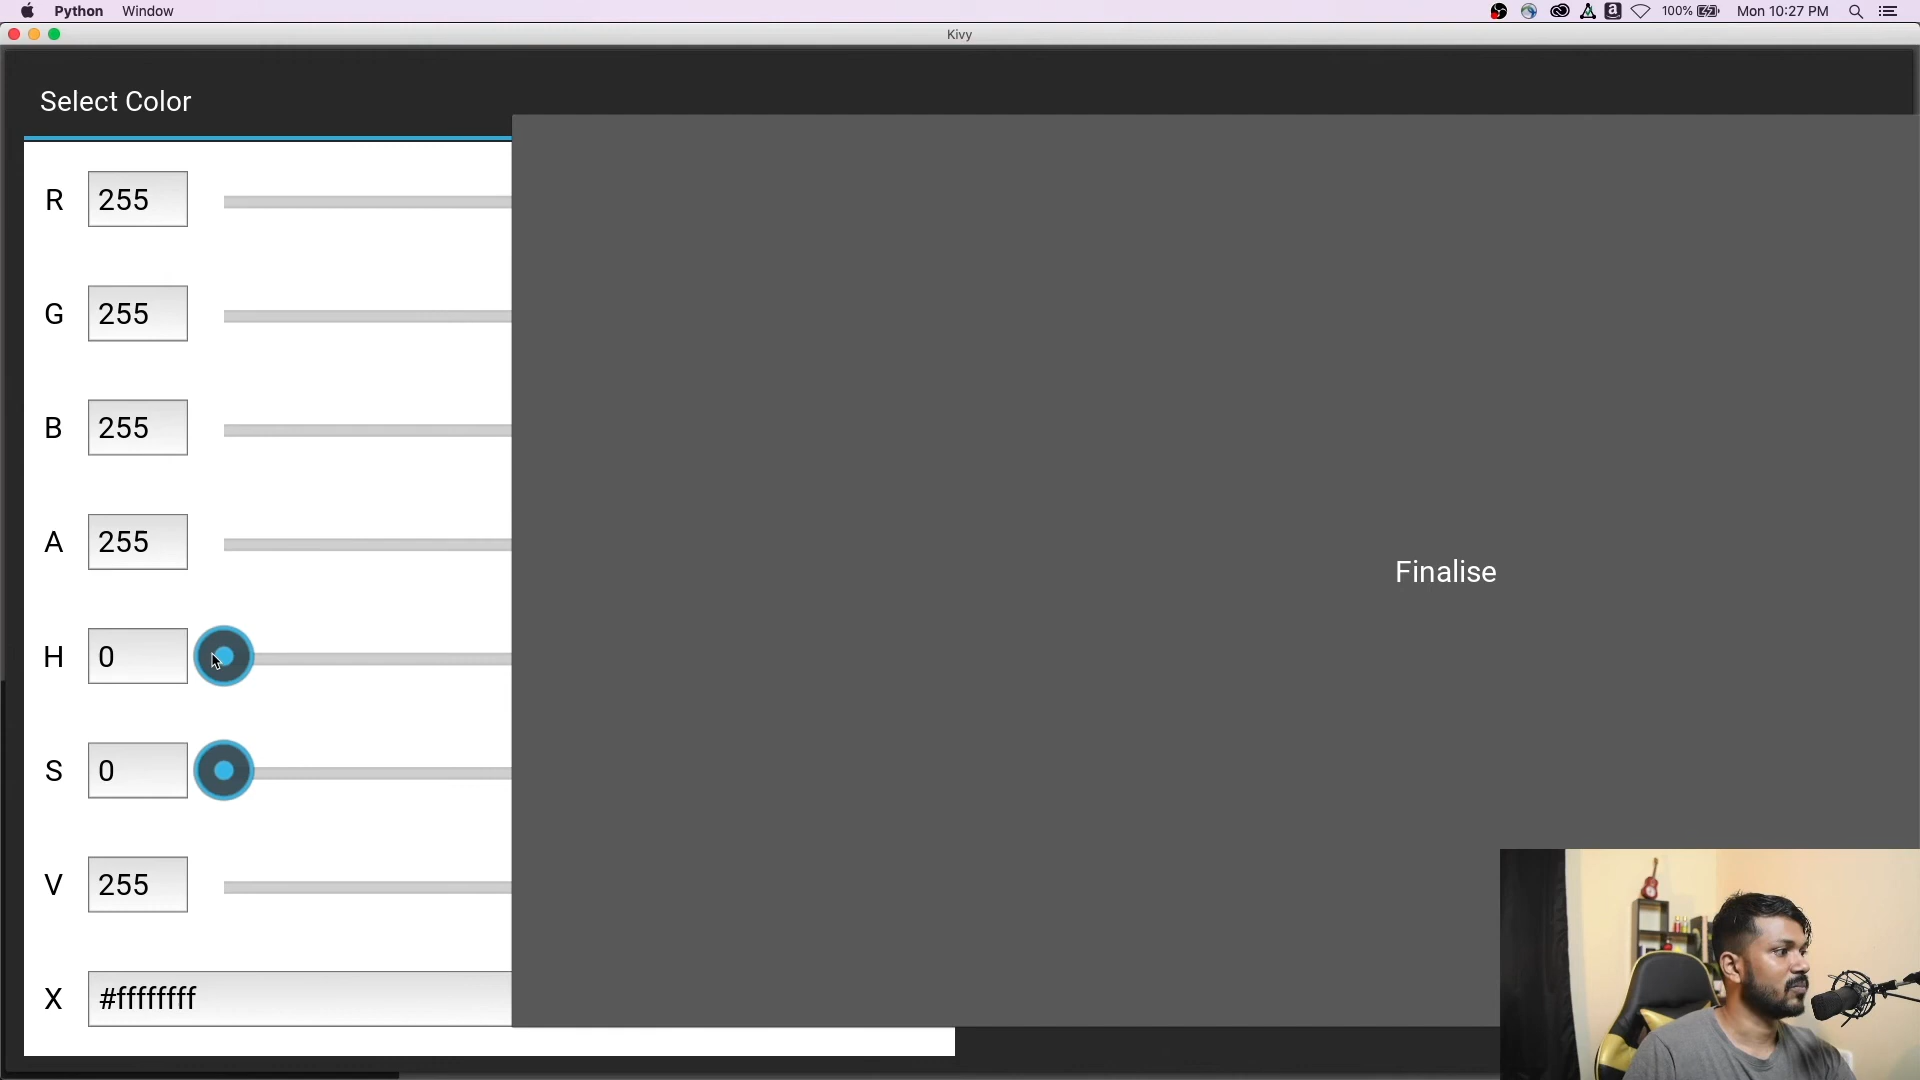 Python Window 100% Mon 10:27 PM
Kivy
Select Color
R 255
G 255
B 255
A 255
Finalise
H 0
S 0
V 255
X #ffffffff